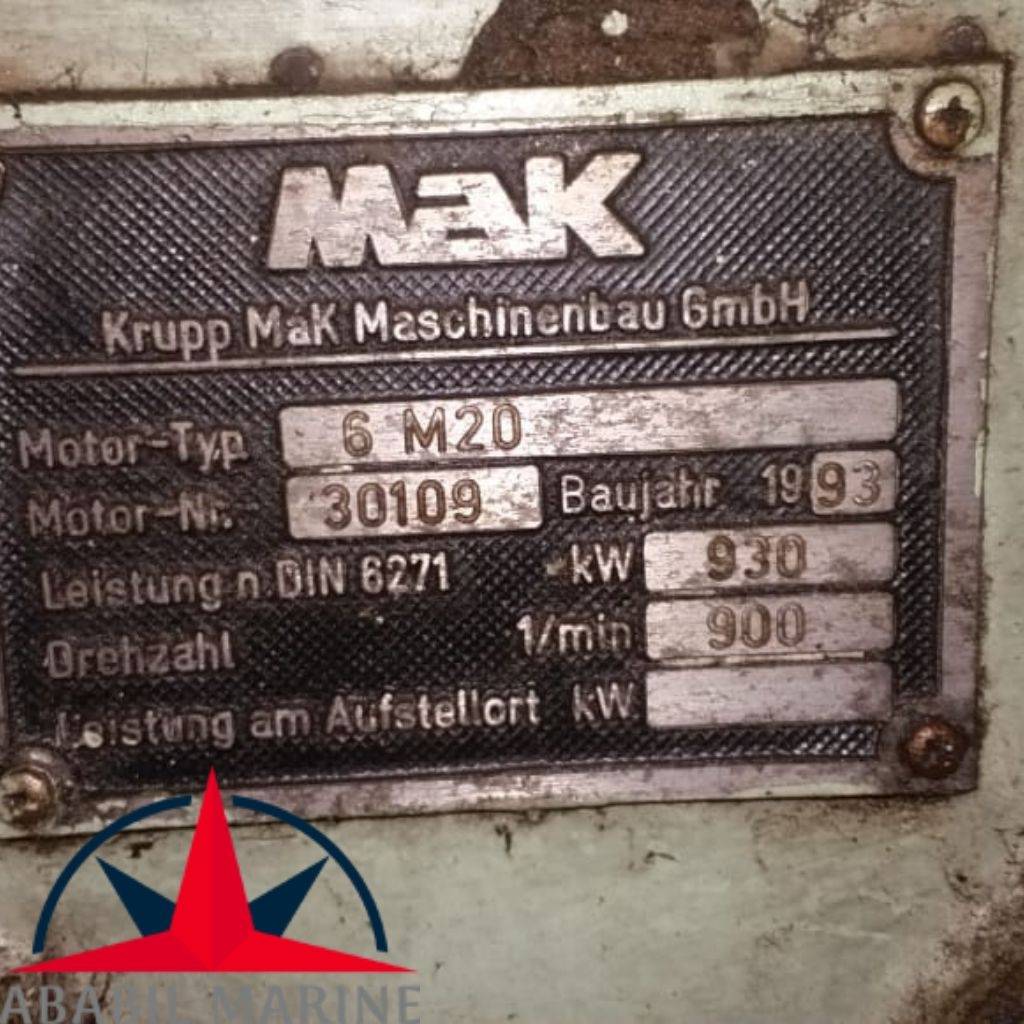 MaK
Krupp MaK Maschinenbau GmbH
Motor-Typ 6 M20
Motor-Nr. 30109 Baujahr 1993
Leistung n. DIN 6271 kW 930
Drehzahl 1/min 900
Leistung am Aufstellort kW
MARINE